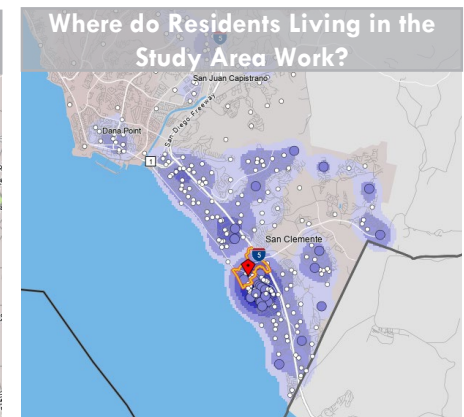 Where do Residents Living in the
Study Area Work?
5
San Juan Capistrano
San Diego Freeway
Dana Point
1
San Clemente
5